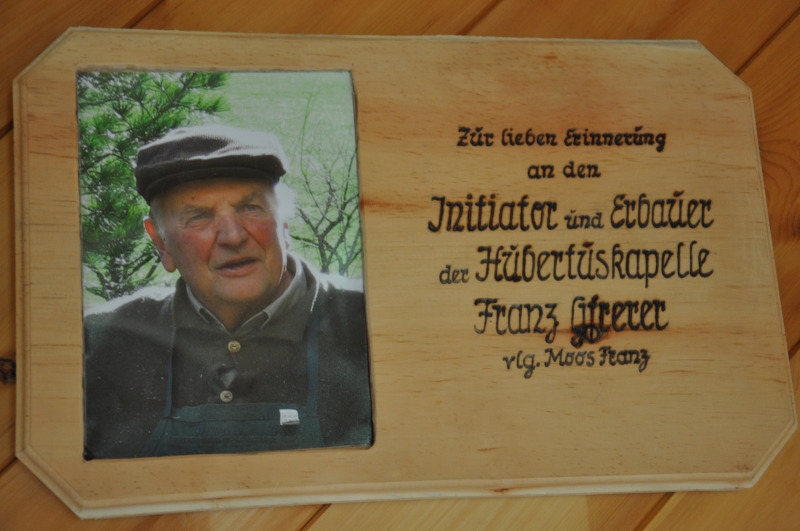 Zur lieben Erinnerung
an den
Initiator und Erbauer
der Hubertuskapelle
Franz Gfrerer
vlg. Moos Franz